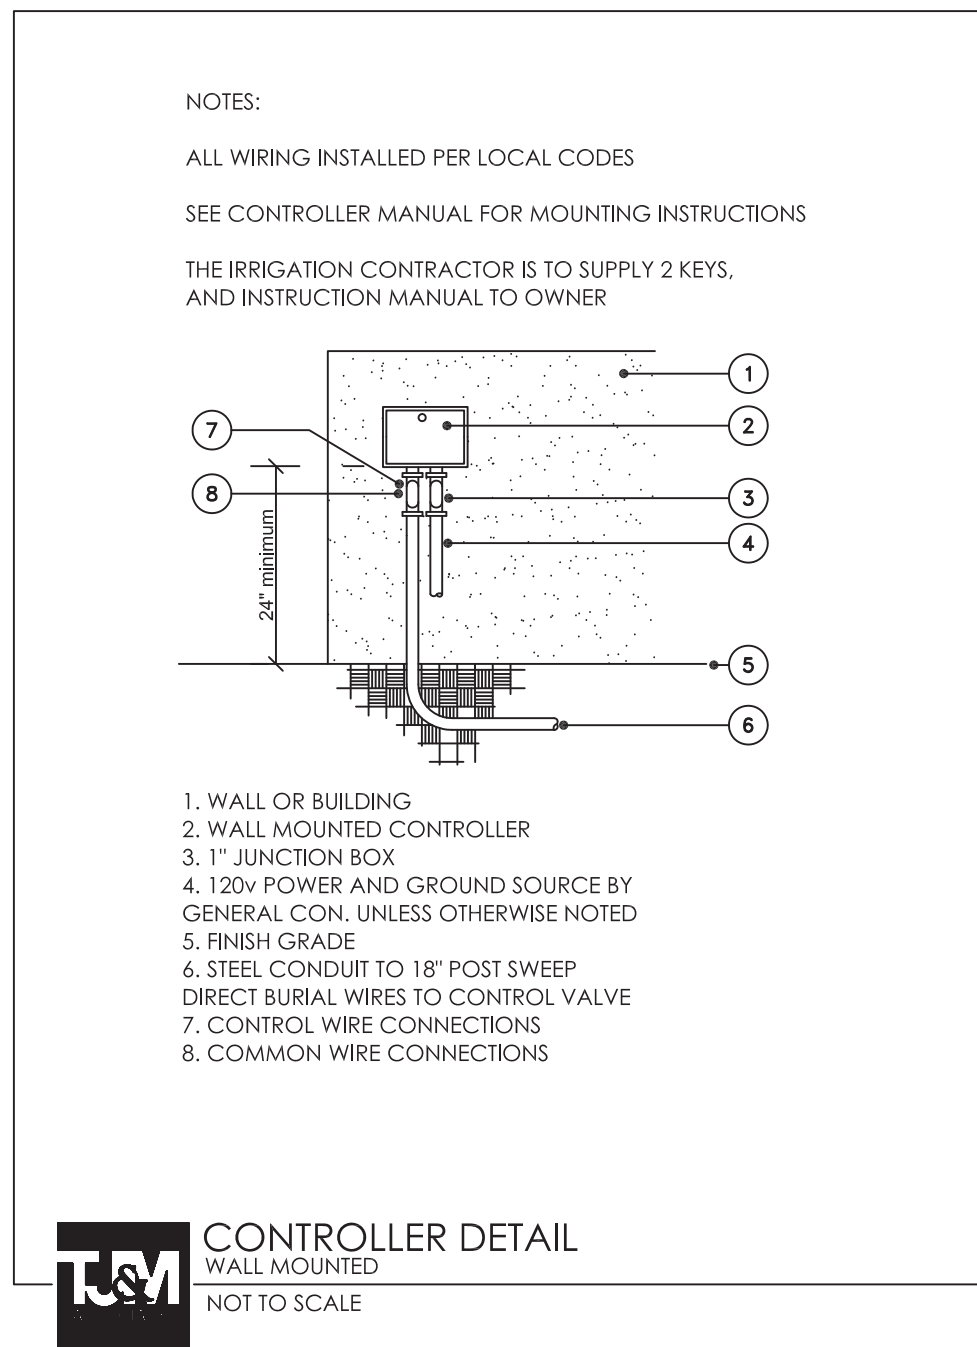 NOTES:
ALL WIRING INSTALLED PER LOCAL CODES
SEE CONTROLLER MANUAL FOR MOUNTING INSTRUCTIONS
THE IRRIGATION CONTRACTOR IS TO SUPPLY 2 KEYS,
AND INSTRUCTION MANUAL TO OWNER
1
2
7
8
3
4
24" minimum
5
6
1. WALL OR BUILDING
2. WALL MOUNTED CONTROLLER
3. 1" JUNCTION BOX
4. 120v POWER AND GROUND SOURCE BY
GENERAL CON. UNLESS OTHERWISE NOTED
5. FINISH GRADE
6. STEEL CONDUIT TO 18" POST SWEEP
DIRECT BURIAL WIRES TO CONTROL VALVE
7. CONTROL WIRE CONNECTIONS
8. COMMON WIRE CONNECTIONS
TJ&M
CONTROLLER DETAIL
WALL MOUNTED
NOT TO SCALE